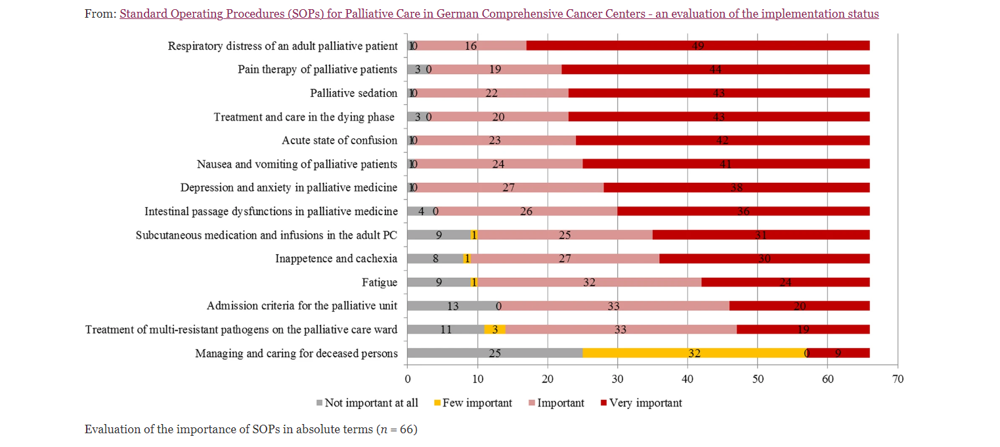 From: Standard Operating Procedures (SOPs) for Palliative Care in German Comprehensive Cancer Centers - an evaluation of the implementation status
Respiratory distress of an adult palliative patient 1 0 16 49
Pain therapy of palliative patients 3 0 19 44
Palliative sedation 1 0 22 43
Treatment and care in the dying phase 3 0 20 43
Acute state of confusion 1 0 23 42
Nausea and vomiting of palliative patients 1 0 24 41
Depression and anxiety in palliative medicine 1 0 27 38
Intestinal passage dysfunctions in palliative medicine 4 0 26 36
Subcutaneous medication and infusions in the adult PC 9 1 25 31
Inappetence and cachexia 8 1 27 30
Fatigue 9 1 32 24
Admission criteria for the palliative unit 13 0 33 20
Treatment of multi-resistant pathogens on the palliative care ward 11 3 33 19
Managing and caring for deceased persons 25 32 0 9
0 10 20 30 40 50 60 70
Not important at all Few important Important Very important
Evaluation of the importance of SOPs in absolute terms (n = 66)